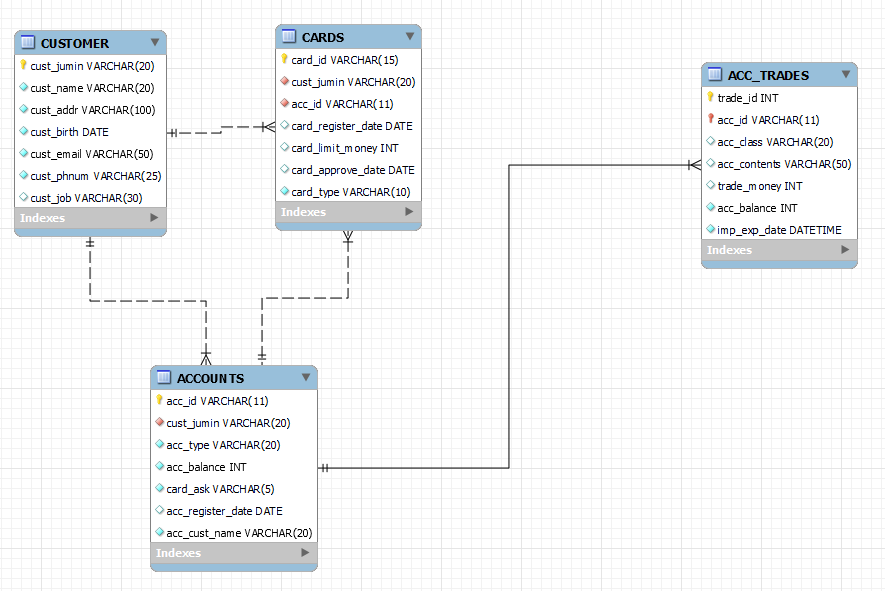 CUSTOMER
cust_jumin VARCHAR(20)
cust_name VARCHAR(20)
cust_addr VARCHAR(100)
cust_birth DATE
cust_email VARCHAR(50)
cust_phnum VARCHAR(25)
cust_job VARCHAR(30)
Indexes
CARDS
card_id VARCHAR(15)
cust_jumin VARCHAR(20)
acc_id VARCHAR(11)
card_register_date DATE
card_limit_money INT
card_approve_date DATE
card_type VARCHAR(10)
Indexes
ACC_TRADES
trade_id INT
acc_id VARCHAR(11)
acc_class VARCHAR(20)
acc_contents VARCHAR(50)
trade_money INT
acc_balance INT
imp_exp_date DATETIME
Indexes
ACCOUNTS
acc_id VARCHAR(11)
cust_jumin VARCHAR(20)
acc_type VARCHAR(20)
acc_balance INT
card_ask VARCHAR(5)
acc_register_date DATE
acc_cust_name VARCHAR(20)
Indexes